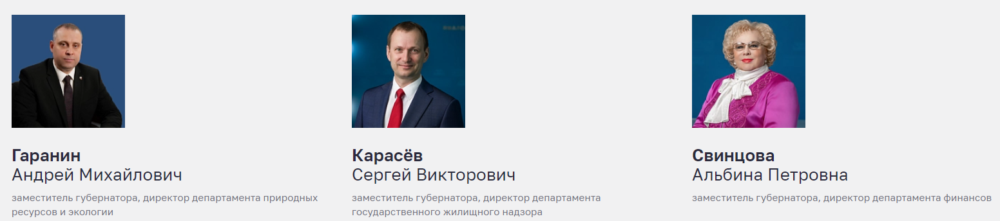 Гаранин
Андрей Михайлович
заместитель губернатора, директор департамента природных
ресурсов и экологии
Карасёв
Сергей Викторович
заместитель губернатора, директор департамента
государственного жилищного надзора
Свинцова
Альбина Петровна
заместитель губернатора, директор департамента финансов